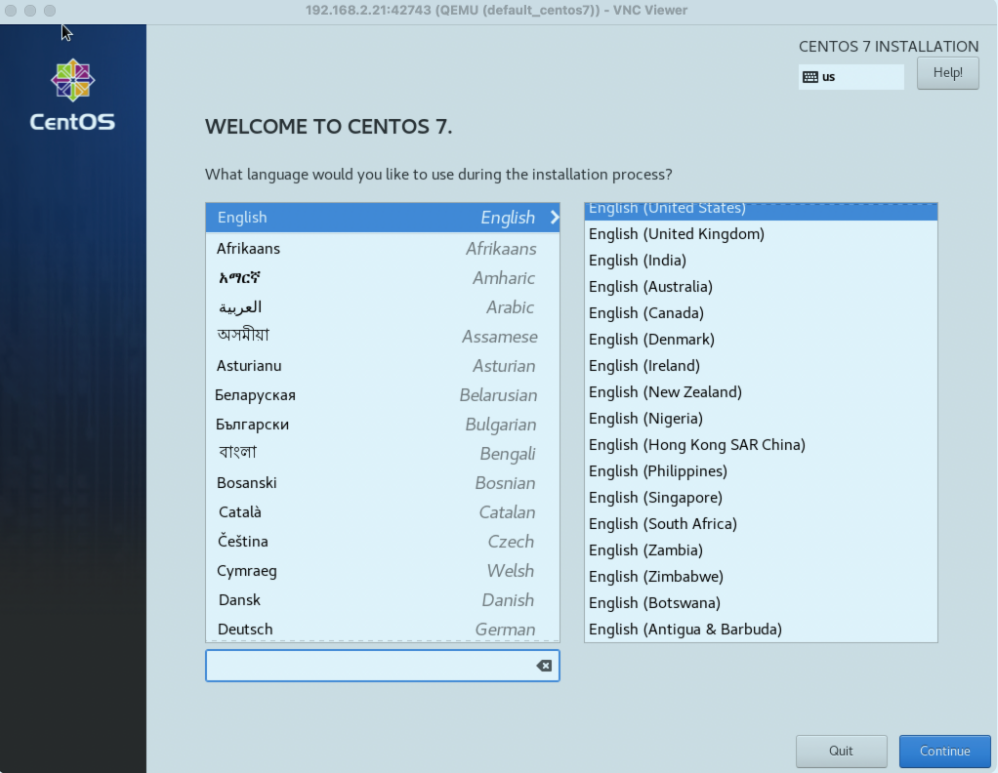 192.168.2.21:42743 (QEMU (default_centos7)) - VNC Viewer
CentOS
CENTOS 7 INSTALLATION
us
Help!
WELCOME TO CENTOS 7.
What language would you like to use during the installation process?
English English
Afrikaans Afrikaans
አማርኛ Amharic
العربية Arabic
অসমীয়া Assamese
Asturianu Asturian
Беларуская Belarusian
Български Bulgarian
বাংলা Bengali
Bosanski Bosnian
Català Catalan
Čeština Czech
Cymraeg Welsh
Dansk Danish
Deutsch German
English (United States)
English (United Kingdom)
English (India)
English (Australia)
English (Canada)
English (Denmark)
English (Ireland)
English (New Zealand)
English (Nigeria)
English (Hong Kong SAR China)
English (Philippines)
English (Singapore)
English (South Africa)
English (Zambia)
English (Zimbabwe)
English (Botswana)
English (Antigua & Barbuda)
Quit
Continue